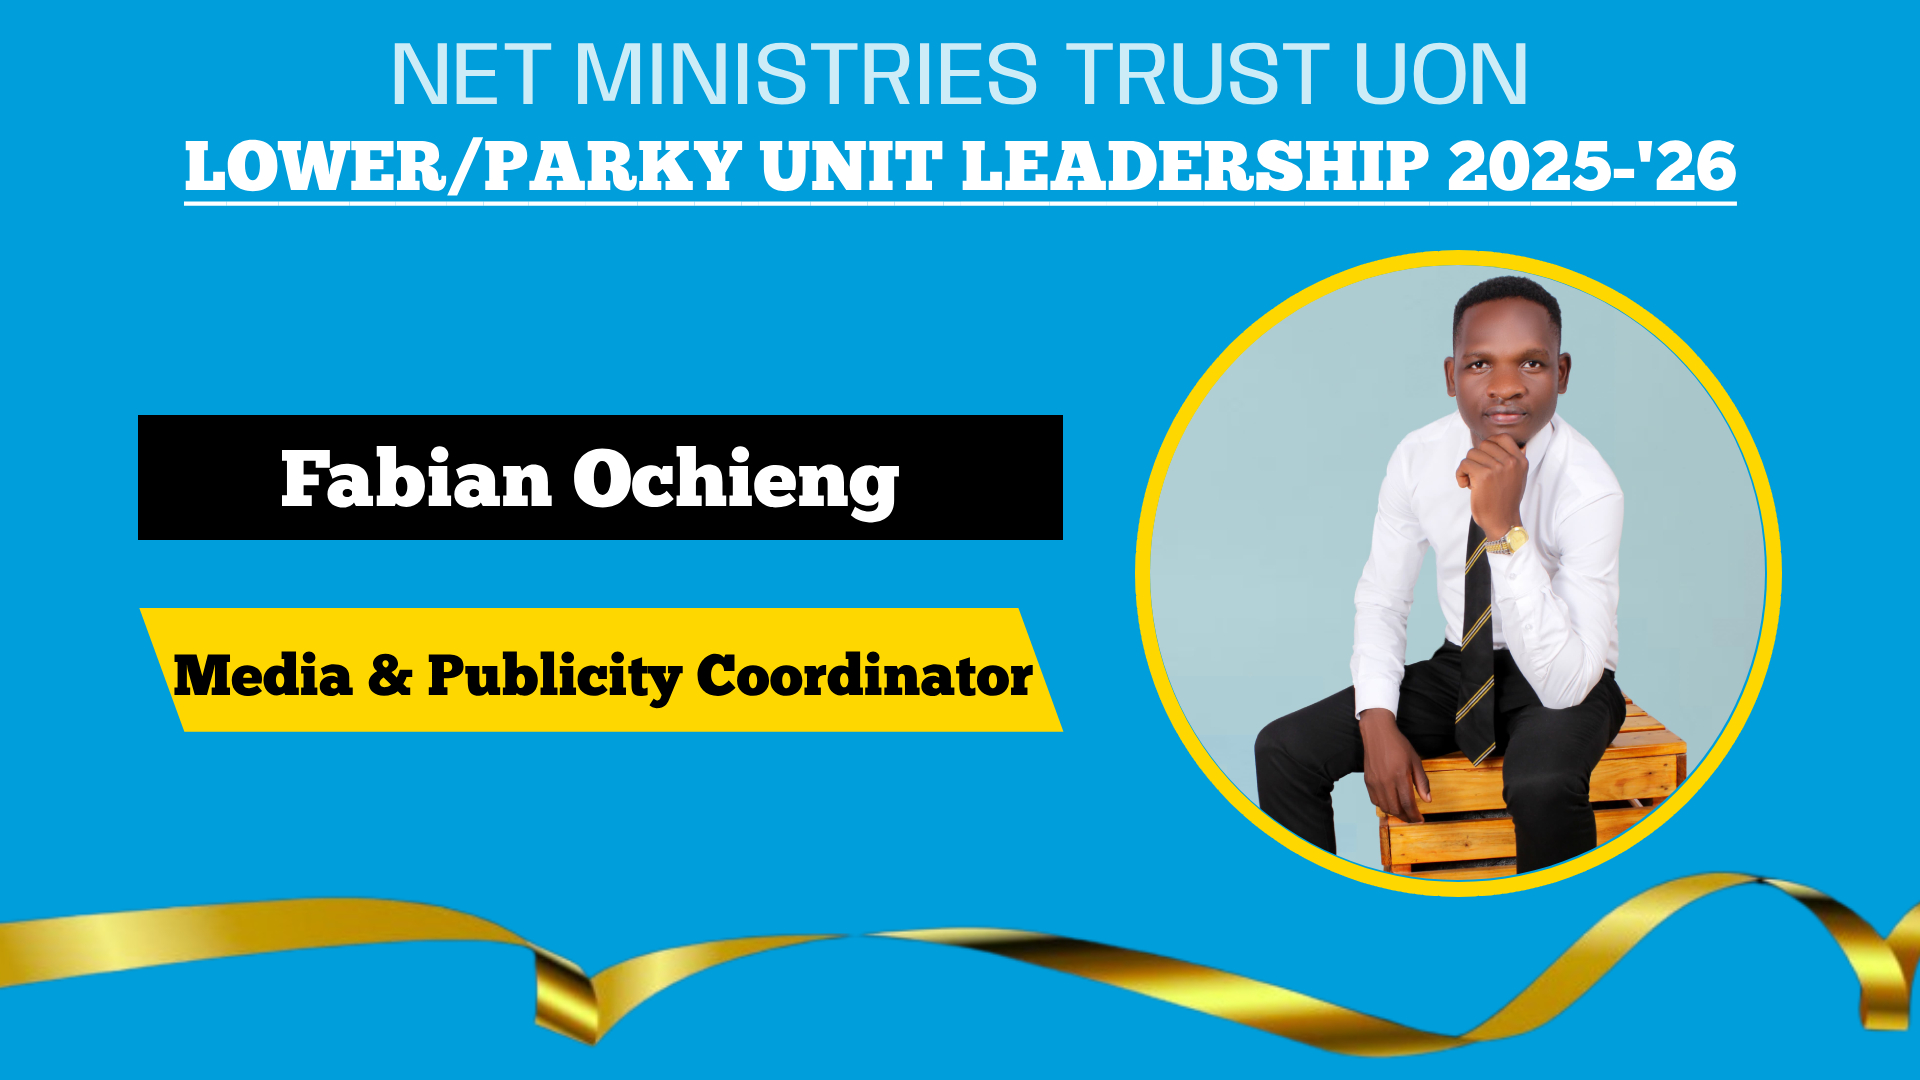 NET MINISTRIES TRUST UON
LOWER/PARKY UNIT LEADERSHIP 2025-'26
Fabian Ochieng
Media & Publicity Coordinator